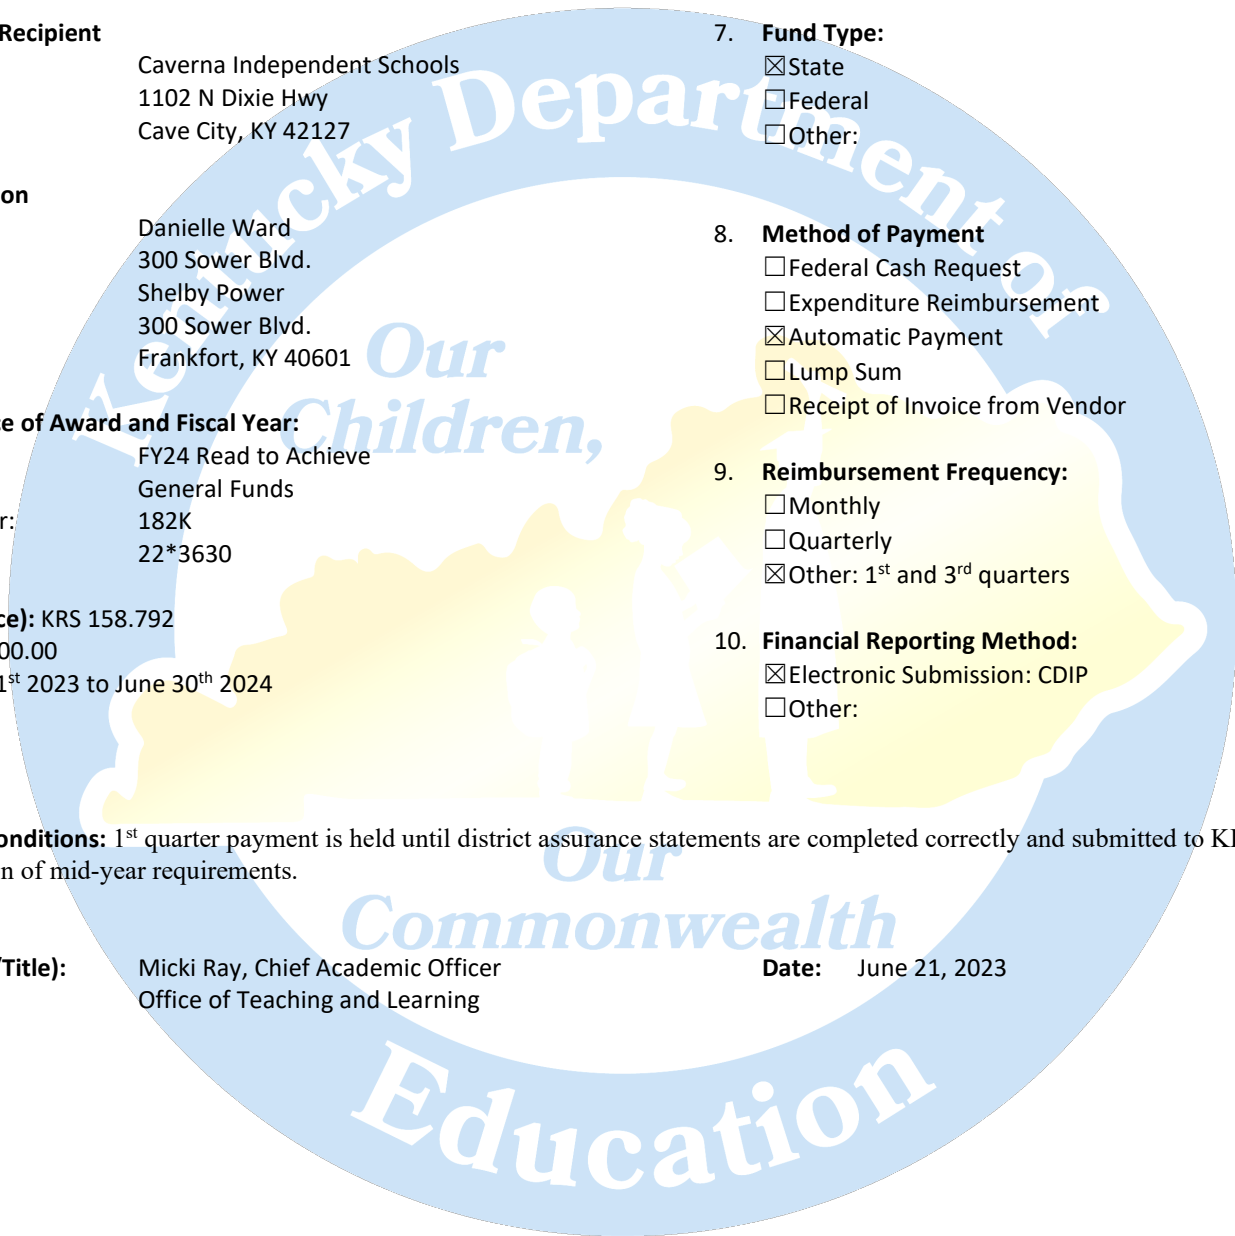 Recipient
Caverna Independent Schools
1102 N Dixie Hwy
Cave City, KY 42127
on
Danielle Ward
300 Sower Blvd.
Shelby Power
300 Sower Blvd.
Frankfort, KY 40601
ce of Award and Fiscal Year:
FY24 Read to Achieve
General Funds
r: 182K
22*3630
ce): KRS 158.792
00.00
1st 2023 to June 30th 2024
7. Fund Type:
☒State
☐Federal
☐Other:
8. Method of Payment
☐Federal Cash Request
☐Expenditure Reimbursement
☒Automatic Payment
☐Lump Sum
☐Receipt of Invoice from Vendor
9. Reimbursement Frequency:
☐Monthly
☐Quarterly
☒Other: 1st and 3rd quarters
10. Financial Reporting Method:
☒Electronic Submission: CDIP
☐Other:
onditions: 1st quarter payment is held until district assurance statements are completed correctly and submitted to KI
n of mid-year requirements.
/Title): Micki Ray, Chief Academic Officer
Office of Teaching and Learning
Date: June 21, 2023
Kentucky Department of
Education
Our
Children,
Our
Commonwealth